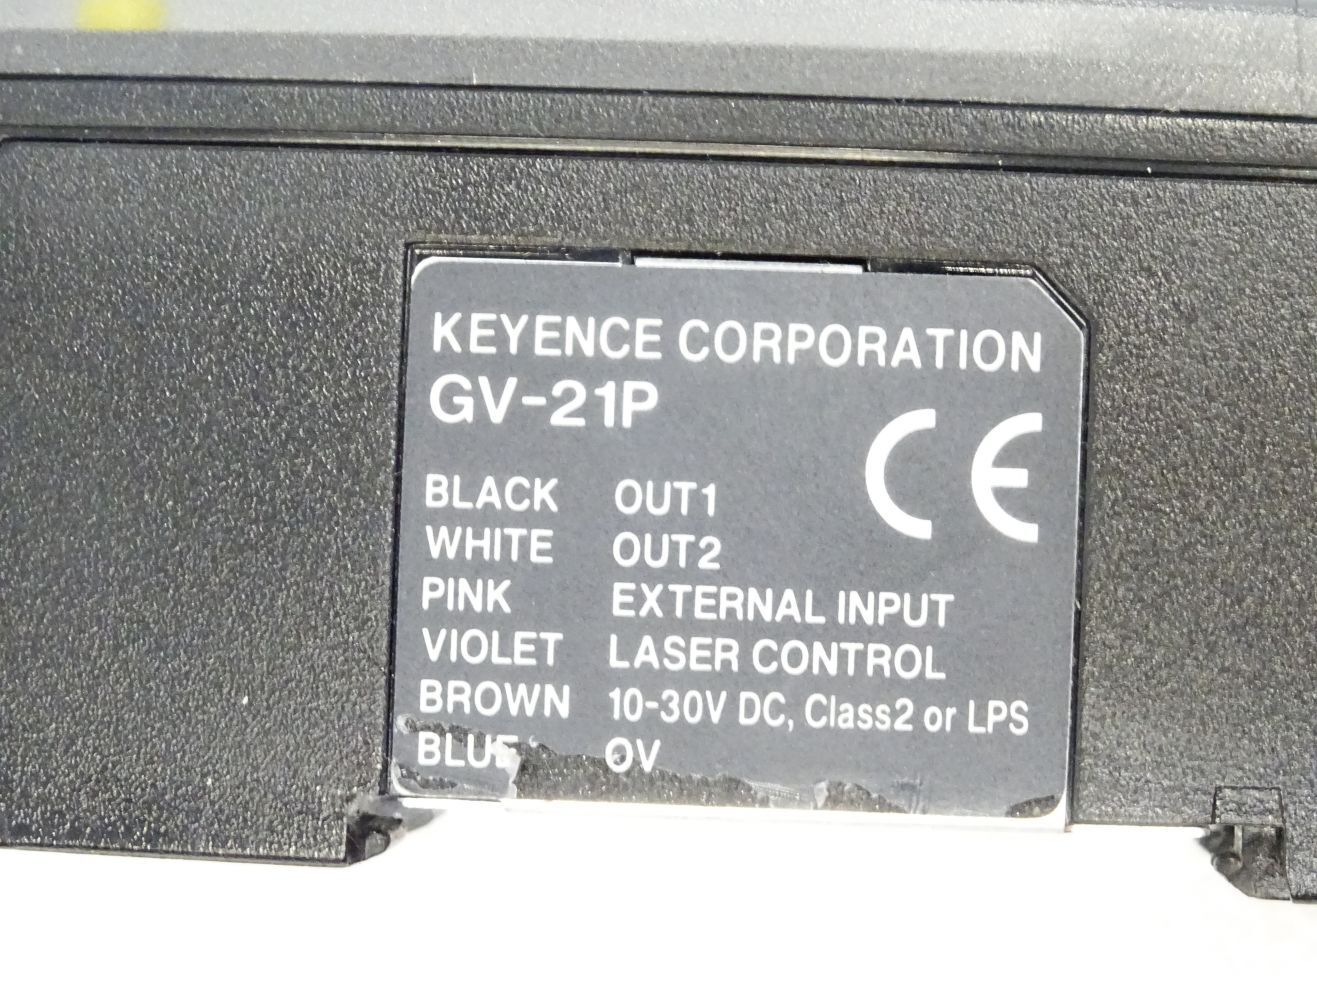 KEYENCE CORPORATION
GV-21P
CE
BLACK OUT1
WHITE OUT2
PINK EXTERNAL INPUT
VIOLET LASER CONTROL
BROWN 10-30V DC, Class2 or LPS
BLUE 0V